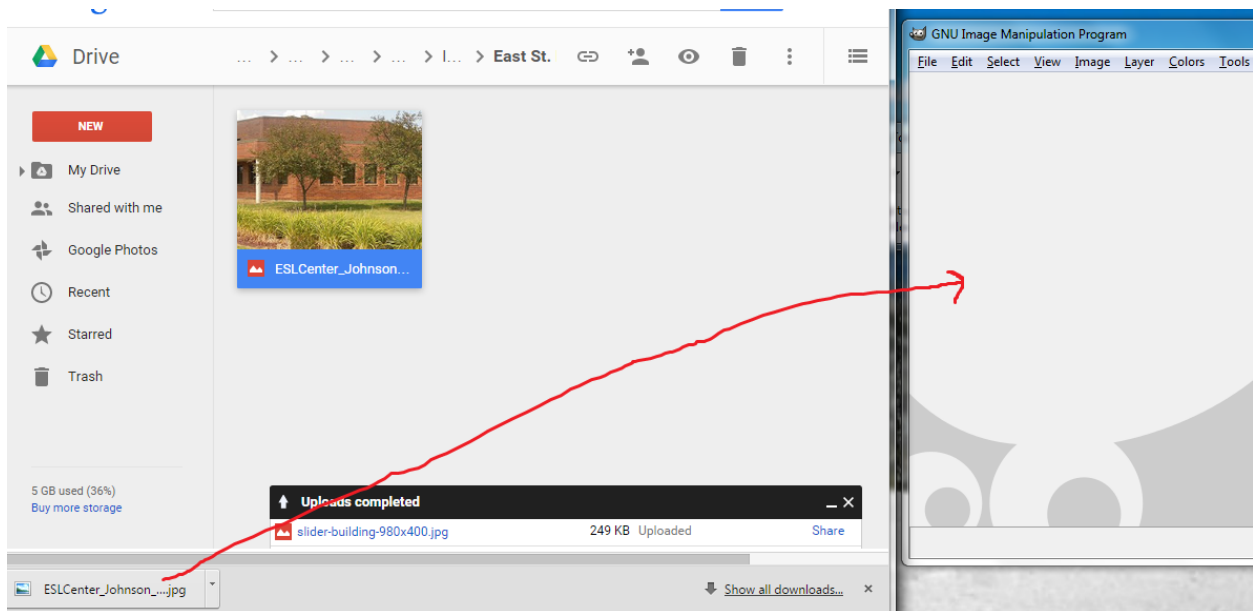 Drive
... > ... > ... > ... > I... > East St.
GNU Image Manipulation Program
File Edit Select View Image Layer Colors Tools
NEW
My Drive
Shared with me
Google Photos
Recent
Starred
Trash
ESLCenter_Johnson...
5 GB used (36%)
Buy more storage
Uploads completed
slider-building-980x400.jpg 249 KB Uploaded Share
ESLCenter_Johnson_....jpg
Show all downloads...